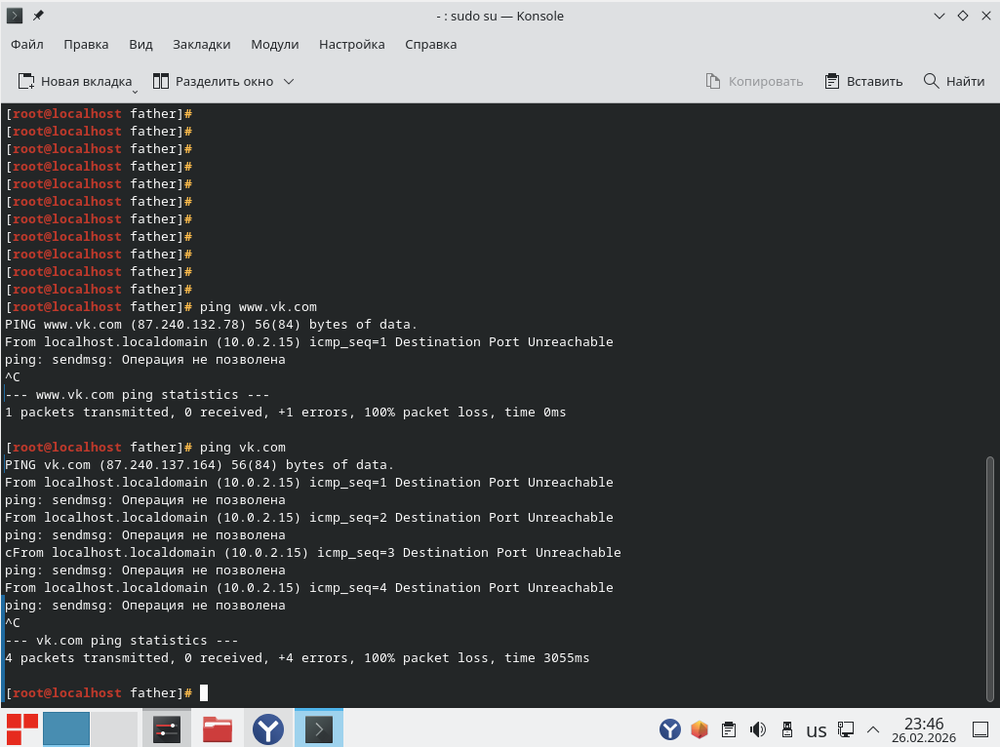 - : sudo su — Konsole
Файл Правка Вид Закладки Модули Настройка Справка
Новая вкладка Разделить окно Копировать Вставить Найти
[root@localhost father]#
[root@localhost father]#
[root@localhost father]#
[root@localhost father]#
[root@localhost father]#
[root@localhost father]#
[root@localhost father]#
[root@localhost father]#
[root@localhost father]#
[root@localhost father]#
[root@localhost father]#
[root@localhost father]# ping www.vk.com
PING www.vk.com (87.240.132.78) 56(84) bytes of data.
From localhost.localdomain (10.0.2.15) icmp_seq=1 Destination Port Unreachable
ping: sendmsg: Операция не позволена
^C
--- www.vk.com ping statistics ---
1 packets transmitted, 0 received, +1 errors, 100% packet loss, time 0ms
[root@localhost father]# ping vk.com
PING vk.com (87.240.137.164) 56(84) bytes of data.
From localhost.localdomain (10.0.2.15) icmp_seq=1 Destination Port Unreachable
ping: sendmsg: Операция не позволена
From localhost.localdomain (10.0.2.15) icmp_seq=2 Destination Port Unreachable
ping: sendmsg: Операция не позволена
cFrom localhost.localdomain (10.0.2.15) icmp_seq=3 Destination Port Unreachable
ping: sendmsg: Операция не позволена
From localhost.localdomain (10.0.2.15) icmp_seq=4 Destination Port Unreachable
ping: sendmsg: Операция не позволена
^C
--- vk.com ping statistics ---
4 packets transmitted, 0 received, +4 errors, 100% packet loss, time 3055ms
[root@localhost father]#
us
23:46
26.02.2026